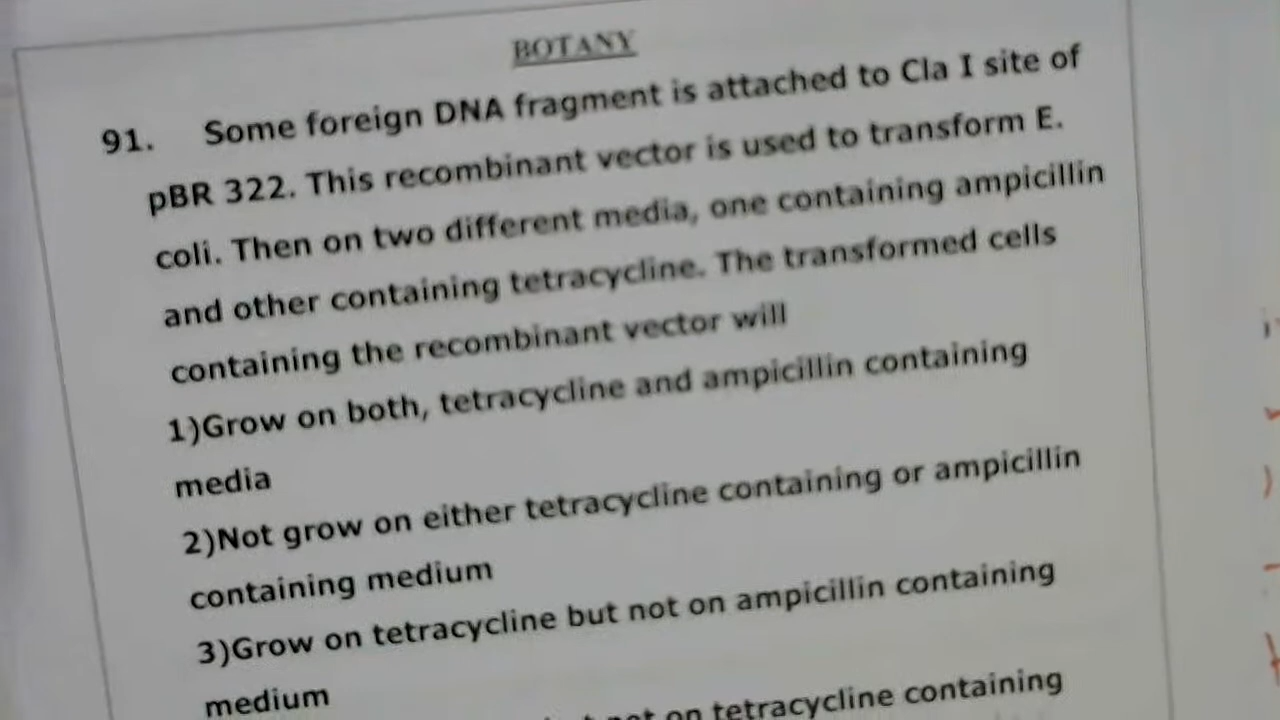 BOTANY
91. Some foreign DNA fragment is attached to Cla I site of
pBR 322. This recombinant vector is used to transform E.
coli. Then on two different media, one containing ampicillin
and other containing tetracycline. The transformed cells
containing the recombinant vector will
1)Grow on both, tetracycline and ampicillin containing
media
2)Not grow on either tetracycline containing or ampicillin
containing medium
3)Grow on tetracycline but not on ampicillin containing
medium
not on tetracycline containing